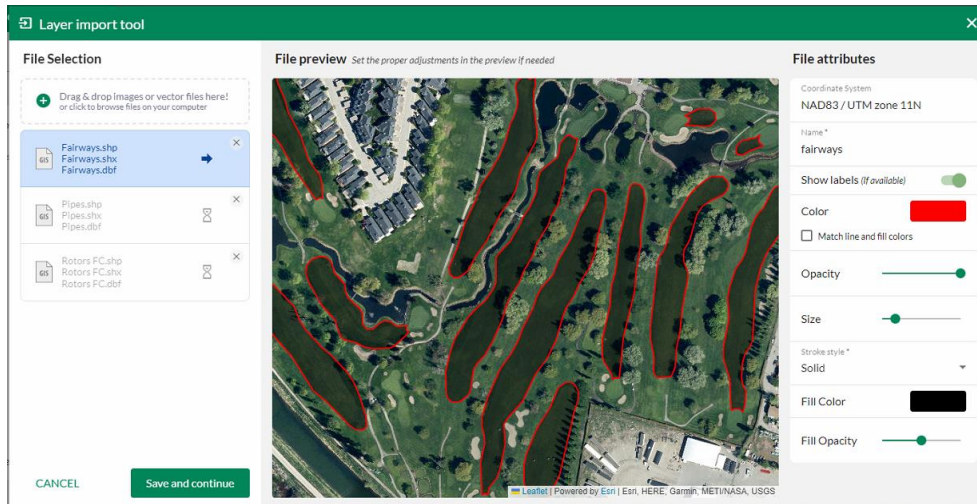 Layer import tool
File Selection
Drag & drop images or vector files here!
or click to browse files on your computer
GIS
Fairways.shp
Fairways.shx
Fairways.dbf
GIS
Pipes.shp
Pipes.shx
Pipes.dbf
GIS
Rotors FC.shp
Rotors FC.shx
Rotors FC.dbf
CANCEL
Save and continue
File preview Set the proper adjustments in the preview if needed
Leaflet | Powered by Esri | Esri, HERE, Garmin, METI/NASA, USGS
File attributes
Coordinate System
NAD83 / UTM zone 11N
Name *
fairways
Show labels (if available)
Color
Match line and fill colors
Opacity
Size
Stroke style *
Solid
Fill Color
Fill Opacity